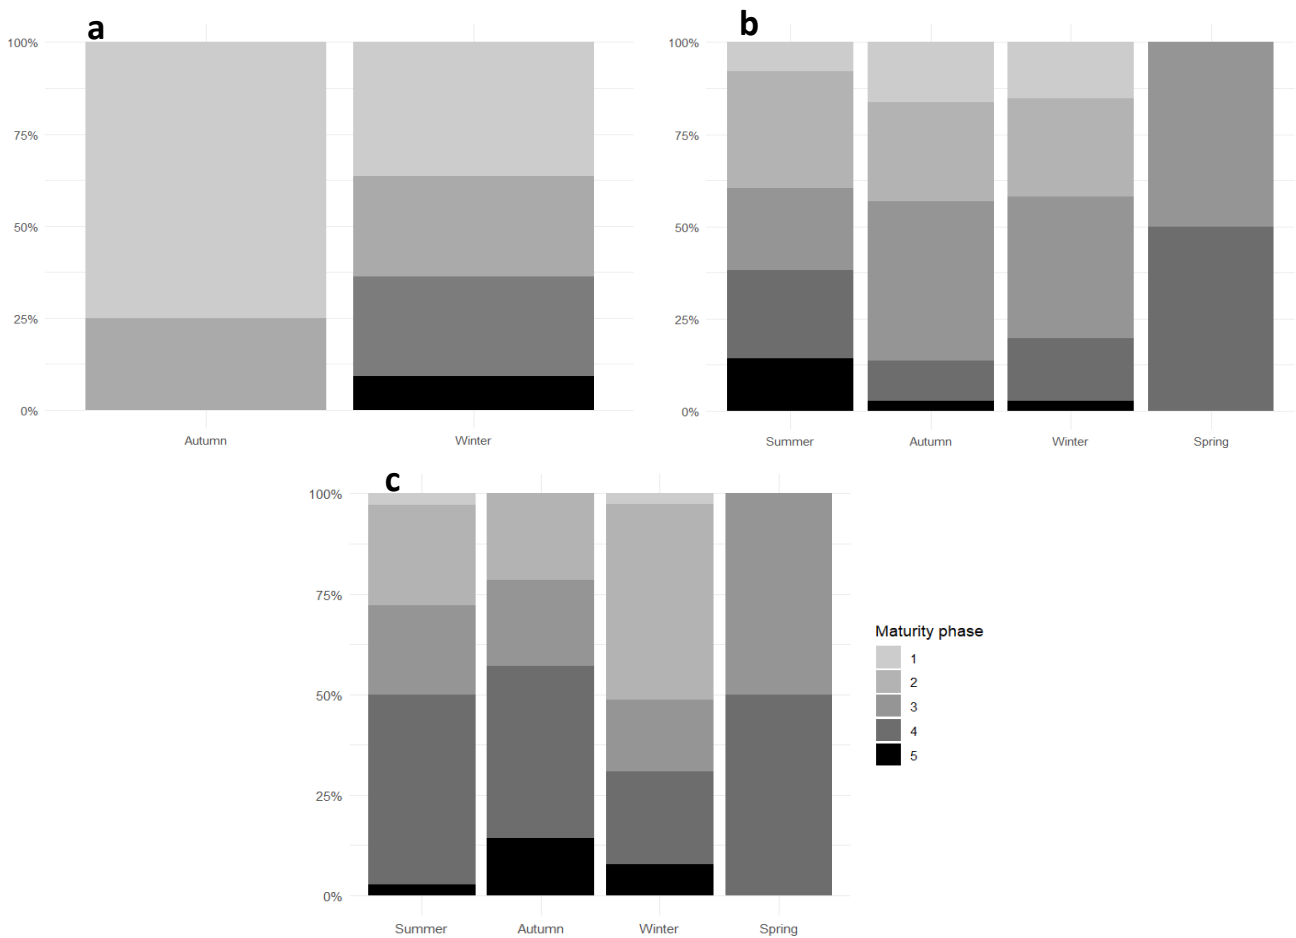 a
100%
75%
50%
25%
0%
Autumn Winter
b
100%
75%
50%
25%
0%
Summer Autumn Winter Spring
c
100%
75%
50%
25%
0%
Summer Autumn Winter Spring
Maturity phase
1
2
3
4
5